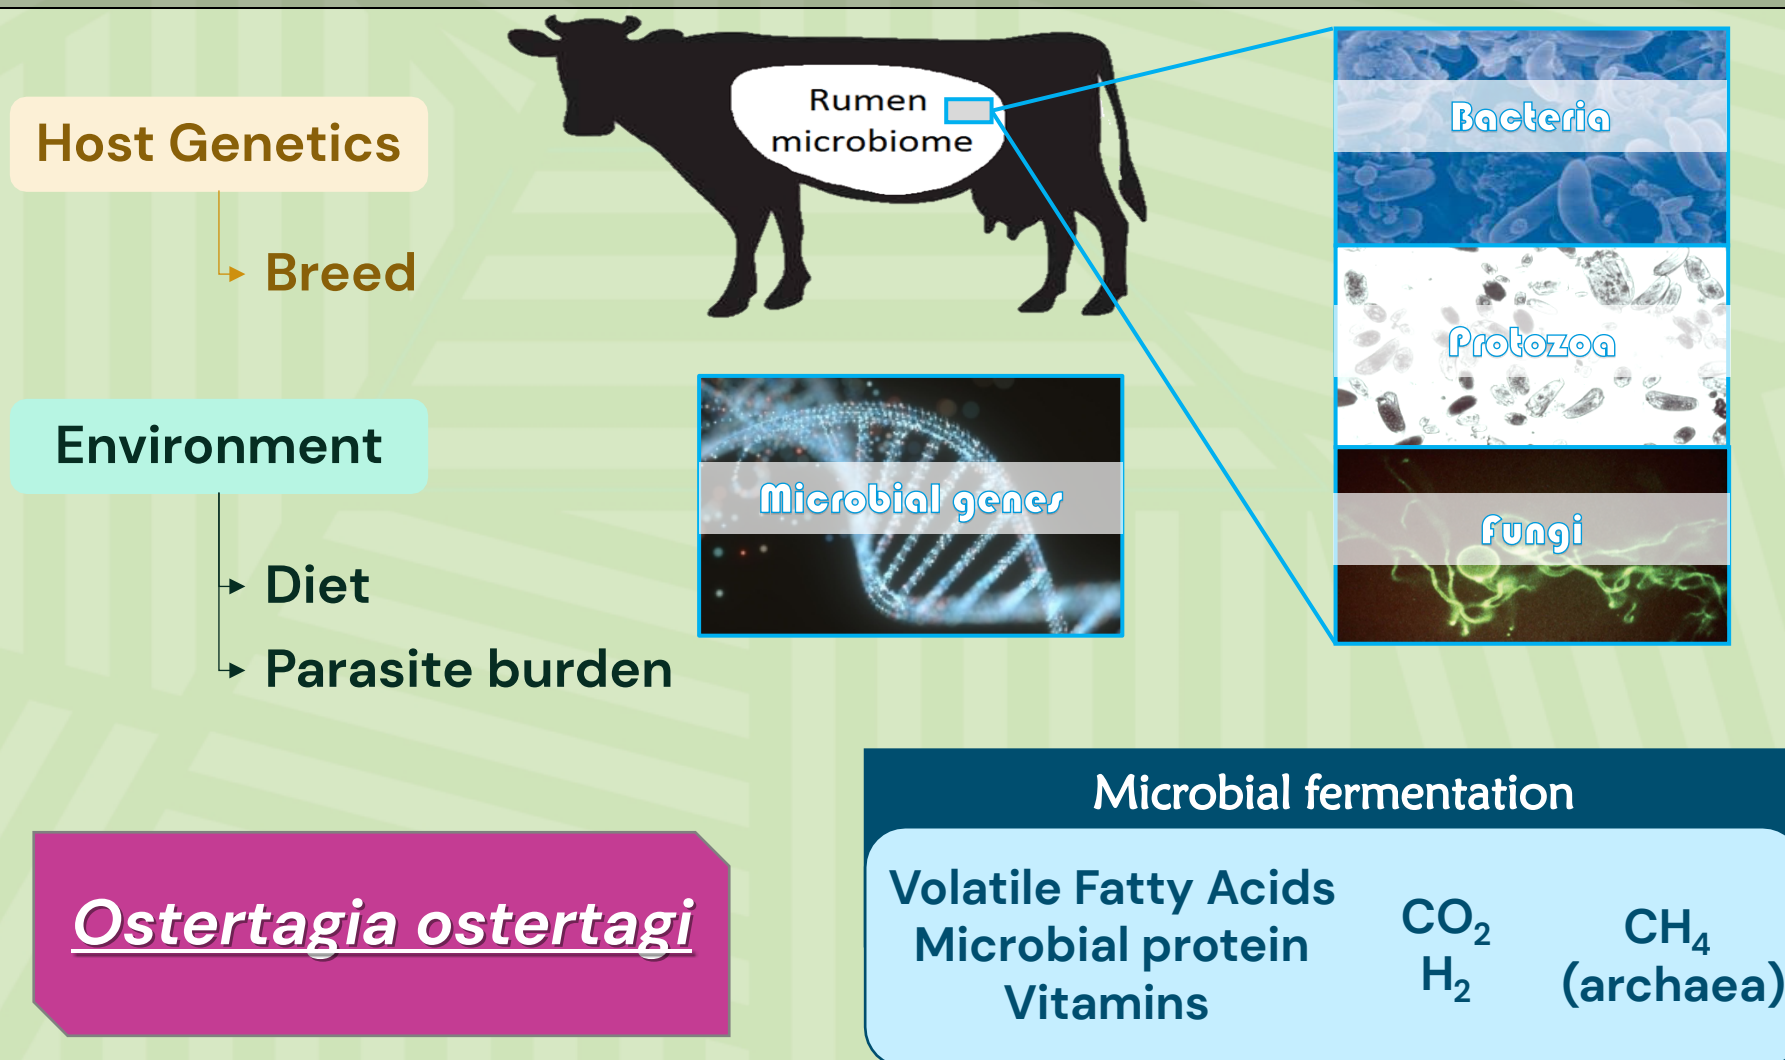 Host Genetics
Breed
Environment
Diet
Parasite burden
Rumen
microbiome
Bacteria
Protozoa
Fungi
Microbial genes
Ostertagia ostertagi
Microbial fermentation
Volatile Fatty Acids
Microbial protein
Vitamins
CO₂
H₂
CH₄
(archaea)